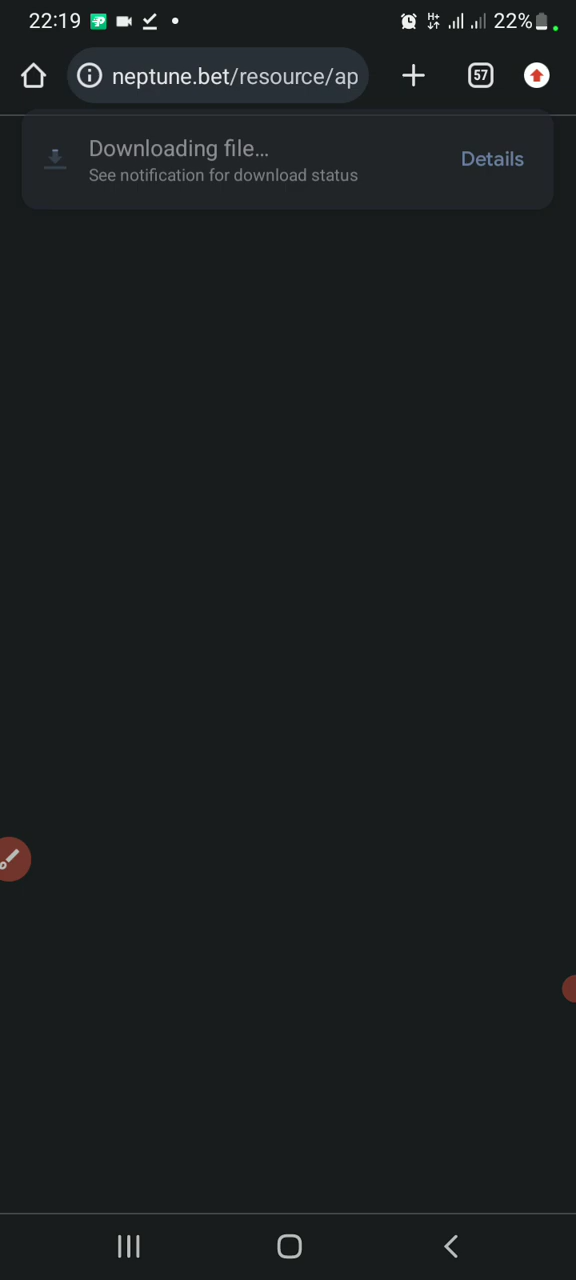 22:19
22%
neptune.bet/resource/ap
57
Downloading file...
See notification for download status
Details